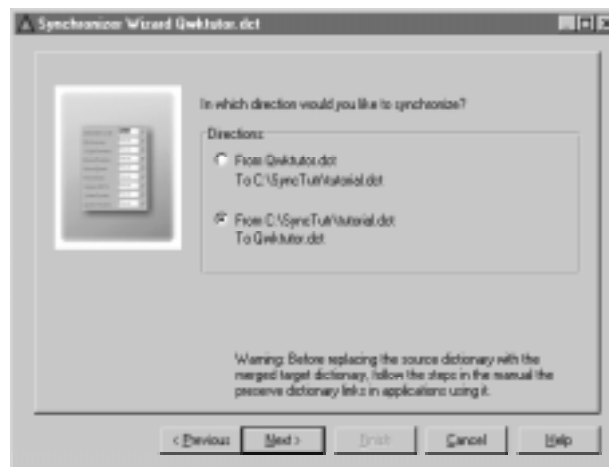 Synchronizer Wizard Qwktutor.dct
In which direction would you like to synchronize?
Directions
From Qwktutor.dct
To C:\SyncTut\tutorial.dct
From C:\SyncTut\tutorial.dct
To Qwktutor.dct
Warning: Before replacing the source dictionary with the
merged target dictionary, follow the steps in the manual the
preserve dictionary links in applications using it.
< Previous Next > Finish Cancel Help